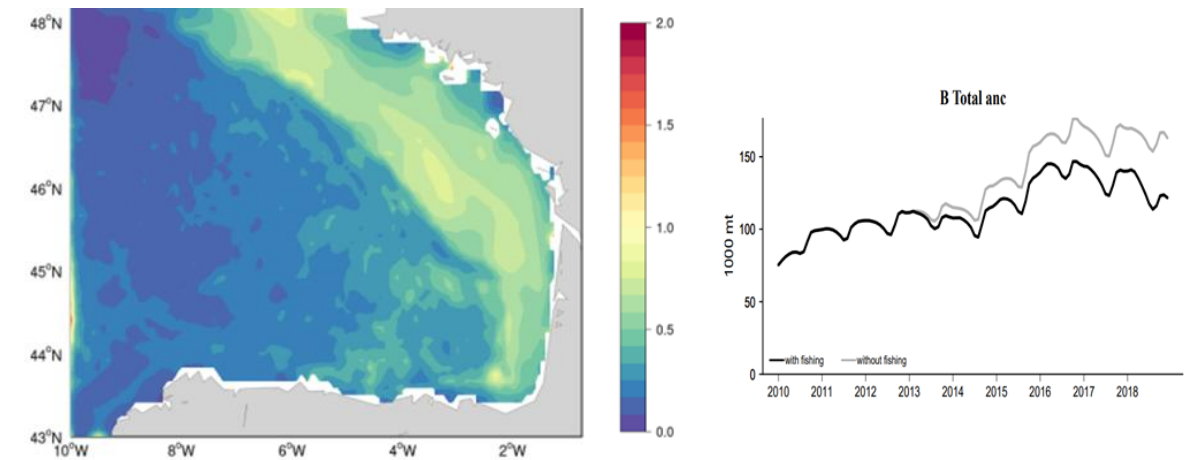 48°N
47°N
46°N
45°N
44°N
43°N
10°W 8°W 6°W 4°W 2°W
2.0
1.5
1.0
0.5
0.0
B Total anc
1000 mt
150
100
50
0
with fishing without fishing
2010 2011 2012 2013 2014 2015 2016 2017 2018